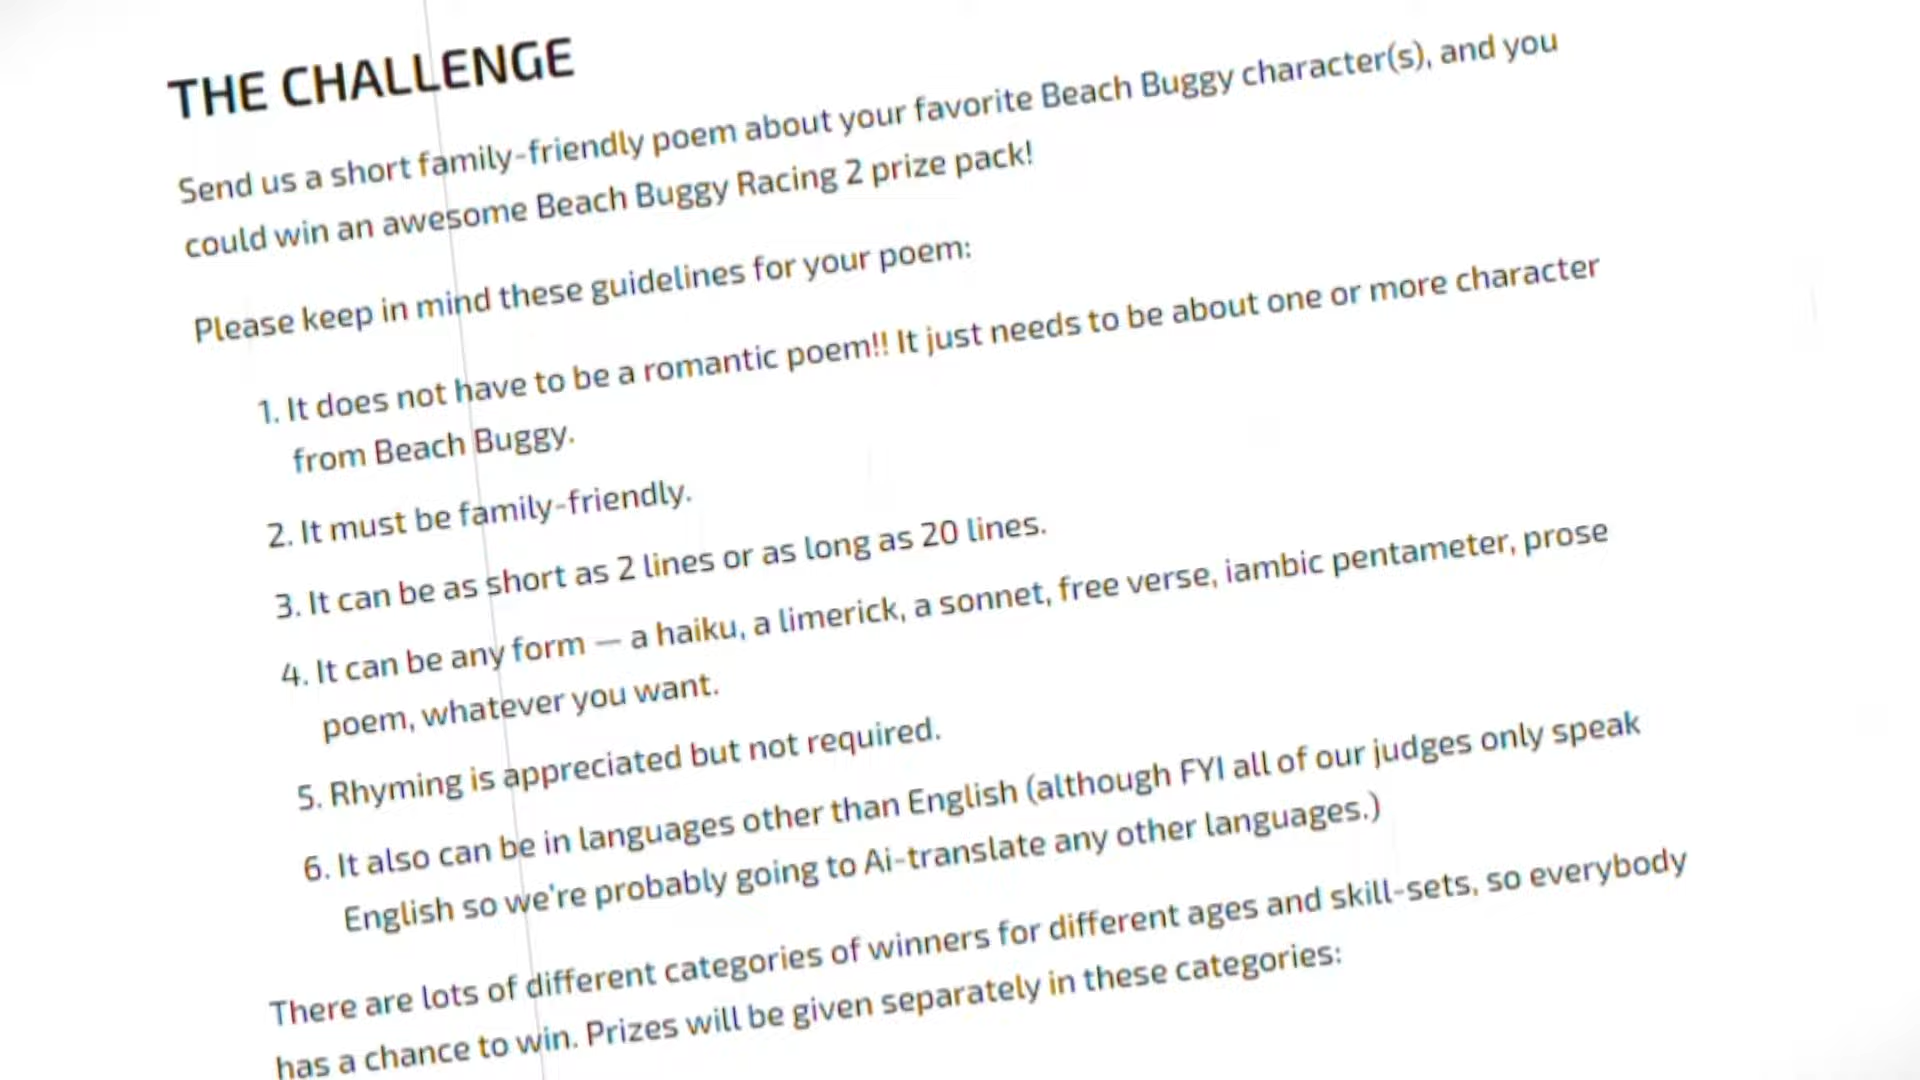 THE CHALLENGE
Send us a short family-friendly poem about your favorite Beach Buggy character(s), and you
could win an awesome Beach Buggy Racing 2 prize pack!
Please keep in mind these guidelines for your poem:
1. It does not have to be a romantic poem!! It just needs to be about one or more character
from Beach Buggy.
2. It must be family-friendly.
3. It can be as short as 2 lines or as long as 20 lines.
4. It can be any form — a haiku, a limerick, a sonnet, free verse, iambic pentameter, prose
poem, whatever you want.
5. Rhyming is appreciated but not required.
6. It also can be in languages other than English (although FYI all of our judges only speak
English so we're probably going to Ai-translate any other languages.)
There are lots of different categories of winners for different ages and skill-sets, so everybody
has a chance to win. Prizes will be given separately in these categories: